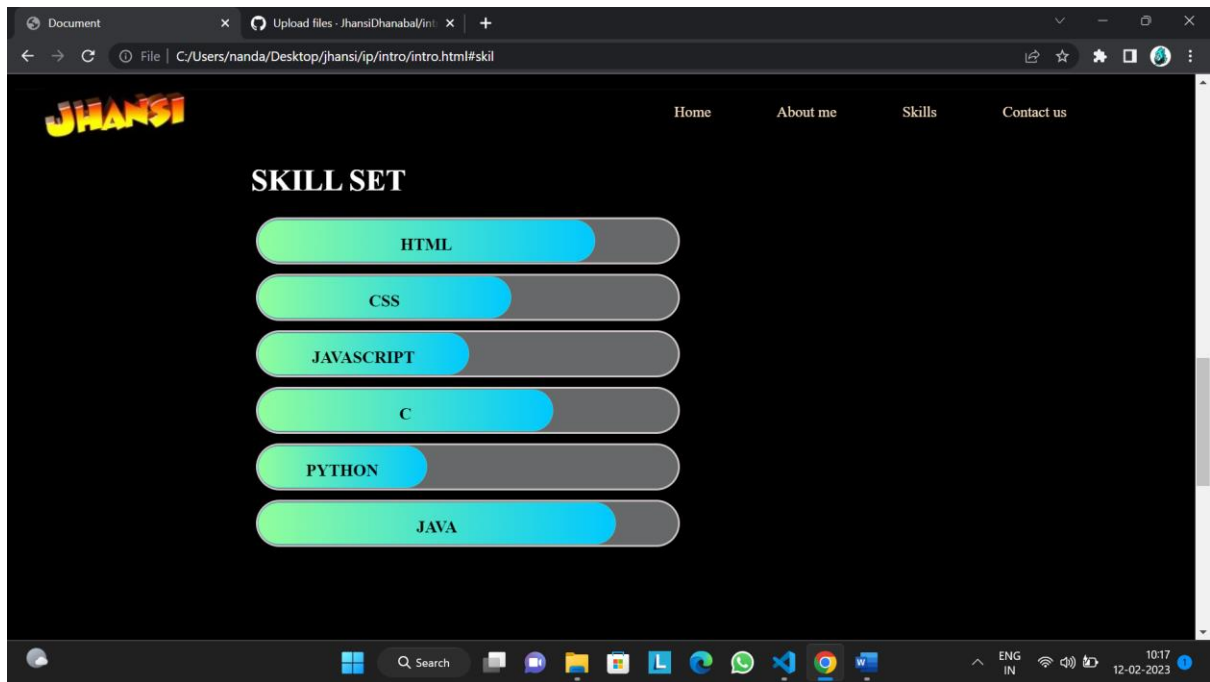 Document
Upload files · JhansiDhanabal/int
File | C:/Users/nanda/Desktop/jhansi/ip/intro/intro.html#skil
JHANSI
Home About me Skills Contact us
SKILL SET
HTML
CSS
JAVASCRIPT
C
PYTHON
JAVA
Search
L
W
ENG
IN
10:17
12-02-2023
1